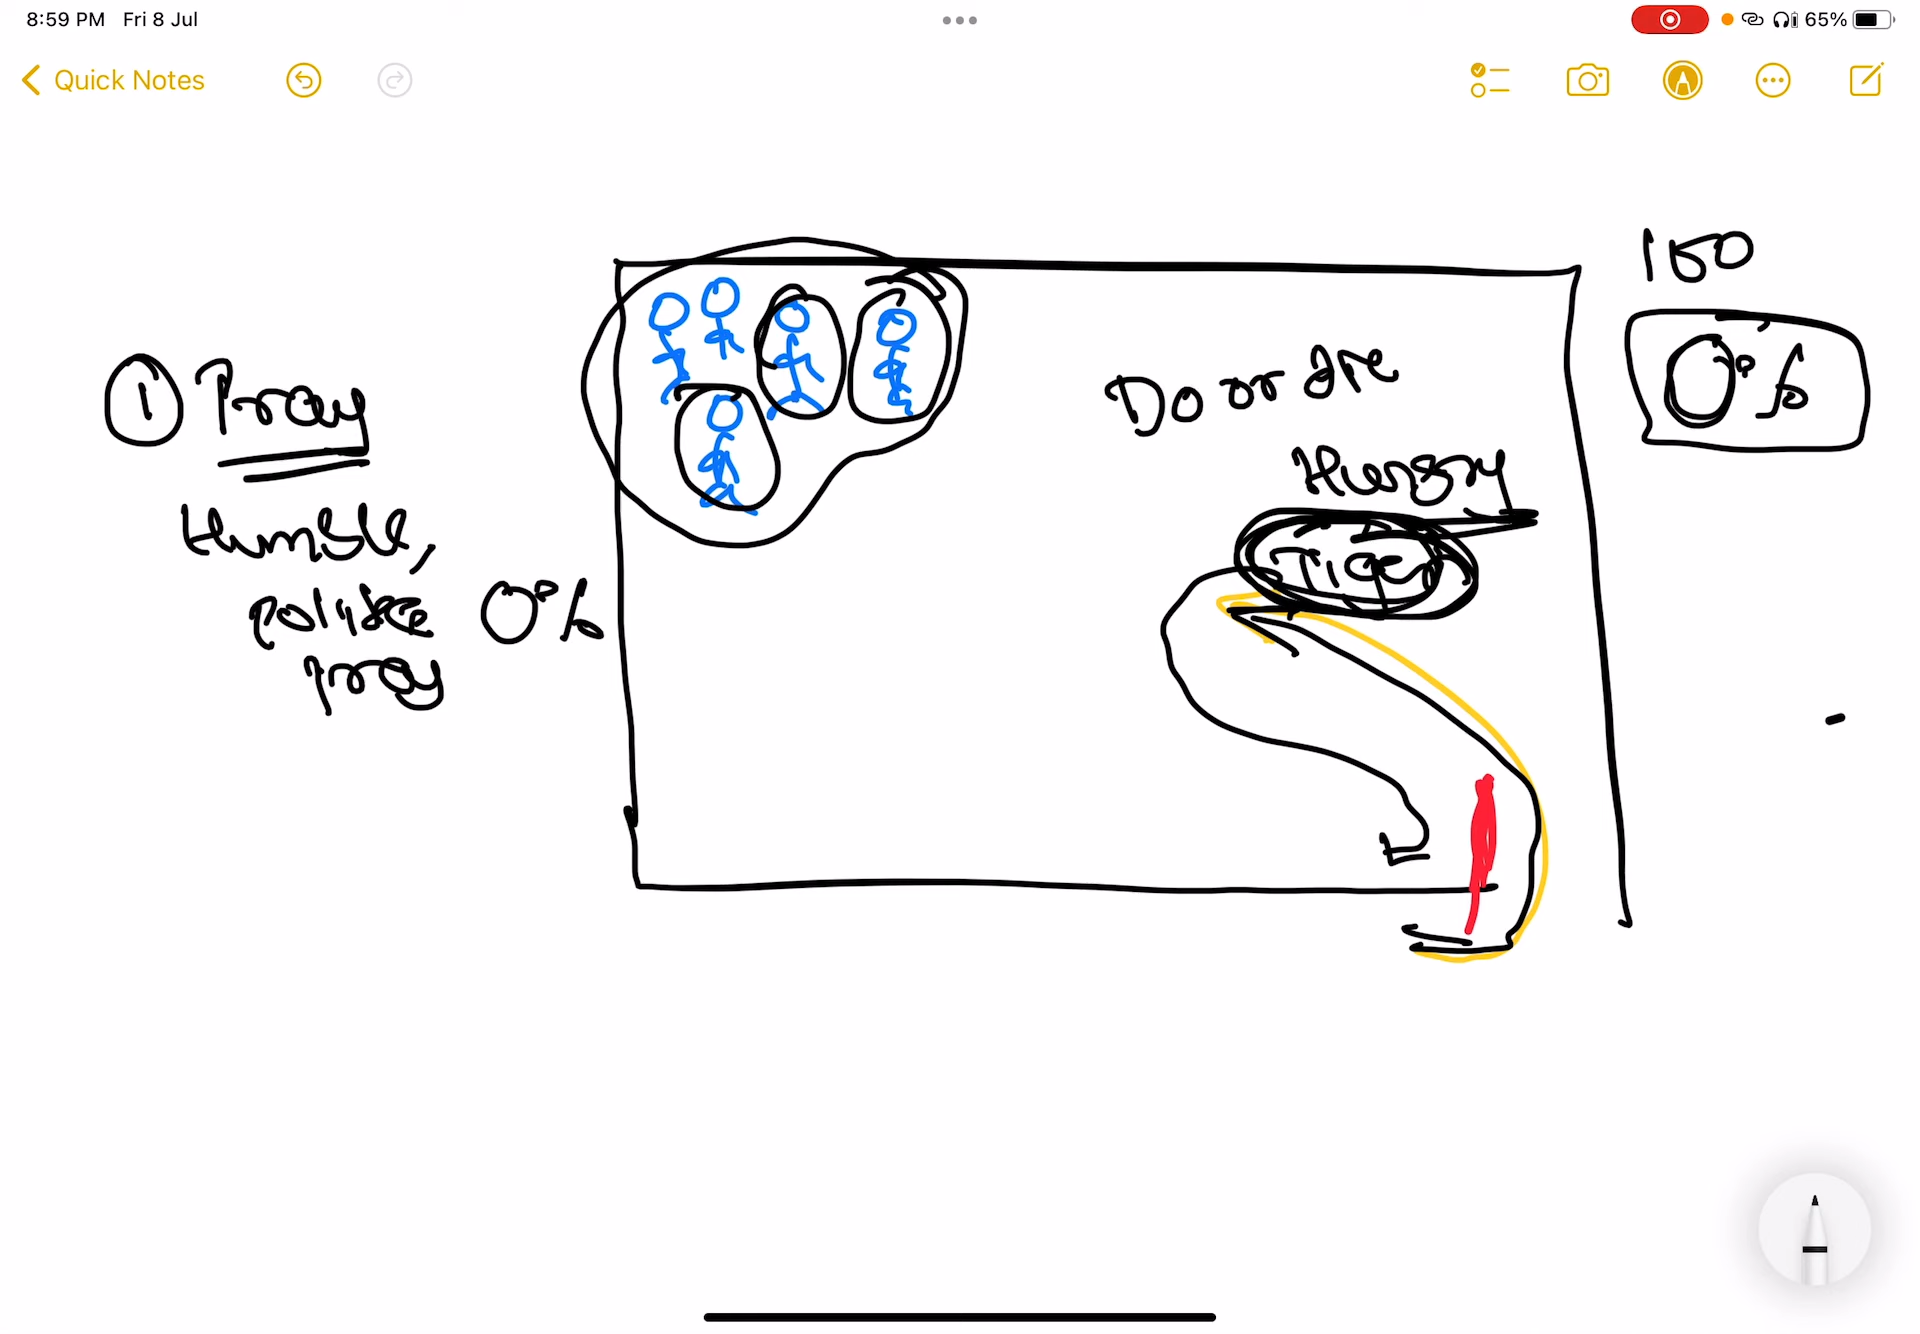 8:59 PM Fri 8 Jul
65%
Quick Notes
100
1 Pray
Do or die
0%
Hungry
Tiger
Humble,
polite 0%
pray